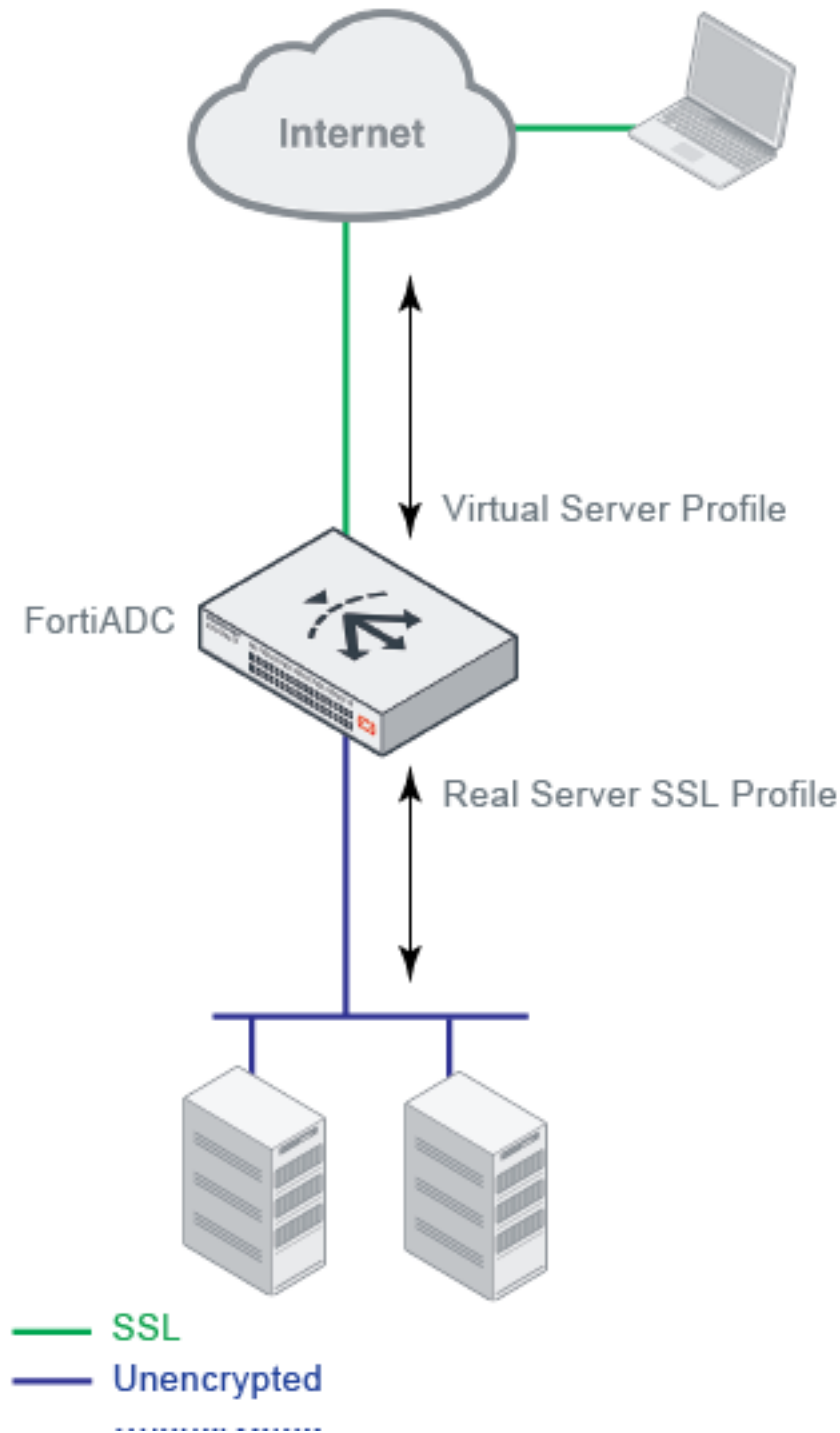 Internet
Virtual Server Profile
FortiADC
Real Server SSL Profile
SSL
Unencrypted